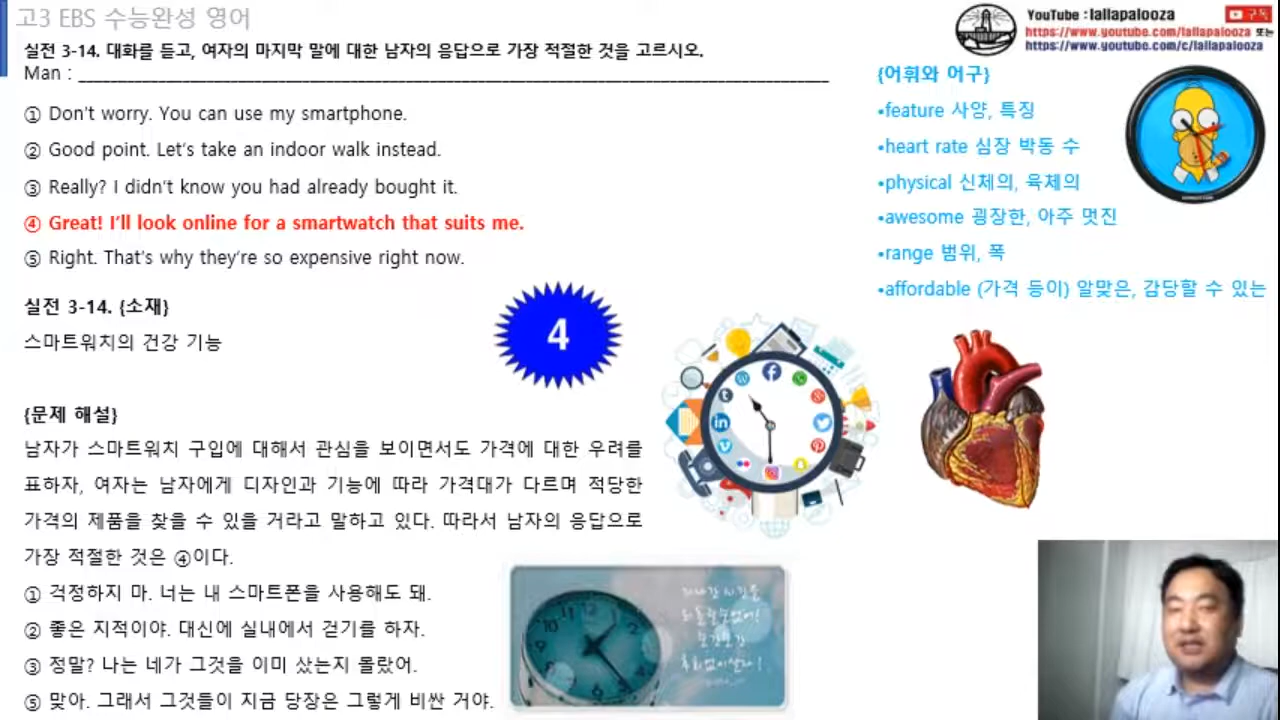 고3 EBS 수능완성 영어
YouTube : lallapalooza
구독
https://www.youtube.com/lallapalooza 또는
https://www.youtube.com/c/lallapalooza
실전 3-14. 대화를 듣고, 여자의 마지막 말에 대한 남자의 응답으로 가장 적절한 것을 고르시오.
Man : ______________________________________________________________________
① Don't worry. You can use my smartphone.
② Good point. Let's take an indoor walk instead.
③ Really? I didn't know you had already bought it.
④ Great! I'll look online for a smartwatch that suits me.
⑤ Right. That's why they're so expensive right now.
{어휘와 어구}
•feature 사양, 특징
•heart rate 심장 박동 수
•physical 신체의, 육체의
•awesome 굉장한, 아주 멋진
•range 범위, 폭
•affordable (가격 등이) 알맞은, 감당할 수 있는
실전 3-14. {소재}
스마트워치의 건강 기능
4
{문제 해설}
남자가 스마트워치 구입에 대해서 관심을 보이면서도 가격에 대한 우려를
표하자, 여자는 남자에게 디자인과 기능에 따라 가격대가 다르며 적당한
가격의 제품을 찾을 수 있을 거라고 말하고 있다. 따라서 남자의 응답으로
가장 적절한 것은 ④이다.
① 걱정하지 마. 너는 내 스마트폰을 사용해도 돼.
② 좋은 지적이야. 대신에 실내에서 걷기를 하자.
③ 정말? 나는 네가 그것을 이미 샀는지 몰랐어.
⑤ 맞아. 그래서 그것들이 지금 당장은 그렇게 비싼 거야.